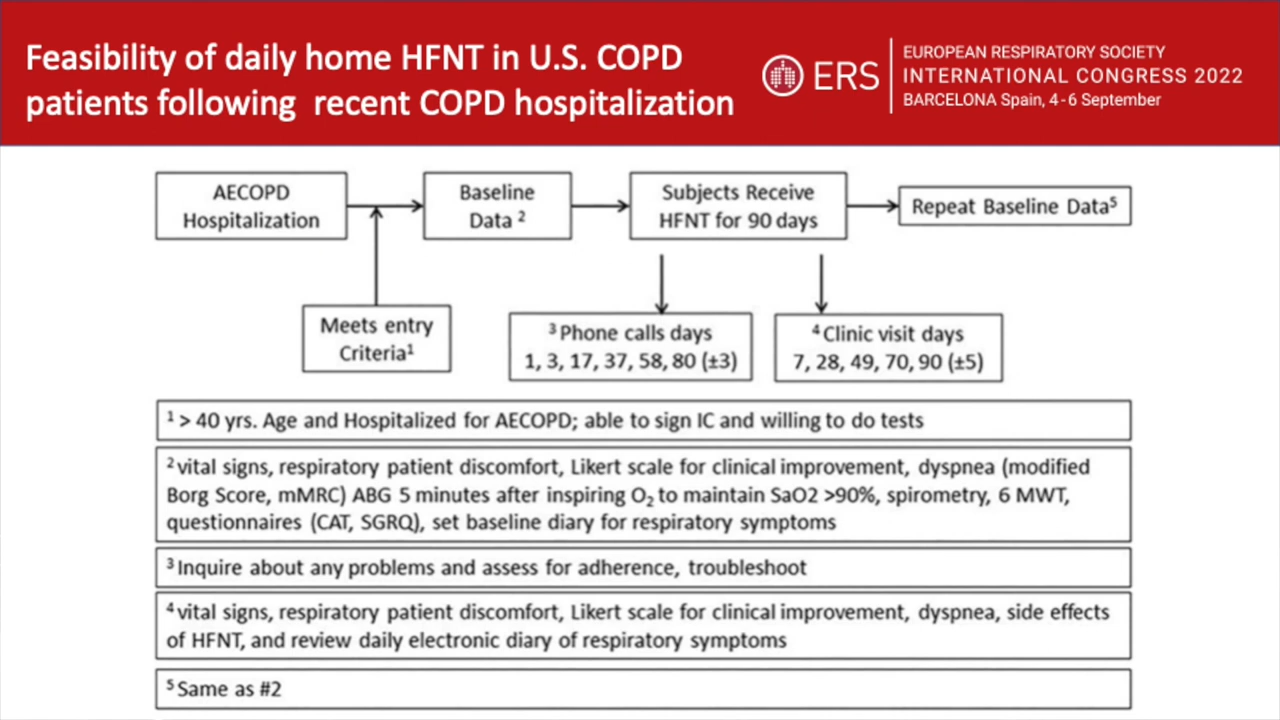 Feasibility of daily home HFNT in U.S. COPD
patients following recent COPD hospitalization
ERS
EUROPEAN RESPIRATORY SOCIETY
INTERNATIONAL CONGRESS 2022
BARCELONA Spain, 4-6 September
AECOPD
Hospitalization
Baseline
Data ²
Subjects Receive
HFNT for 90 days
Repeat Baseline Data⁵
Meets entry
Criteria¹
³ Phone calls days
1, 3, 17, 37, 58, 80 (±3)
⁴ Clinic visit days
7, 28, 49, 70, 90 (±5)
¹ > 40 yrs. Age and Hospitalized for AECOPD; able to sign IC and willing to do tests
² vital signs, respiratory patient discomfort, Likert scale for clinical improvement, dyspnea (modified
Borg Score, mMRC) ABG 5 minutes after inspiring O₂ to maintain SaO2 >90%, spirometry, 6 MWT,
questionnaires (CAT, SGRQ), set baseline diary for respiratory symptoms
³ Inquire about any problems and assess for adherence, troubleshoot
⁴ vital signs, respiratory patient discomfort, Likert scale for clinical improvement, dyspnea, side effects
of HFNT, and review daily electronic diary of respiratory symptoms
⁵ Same as #2